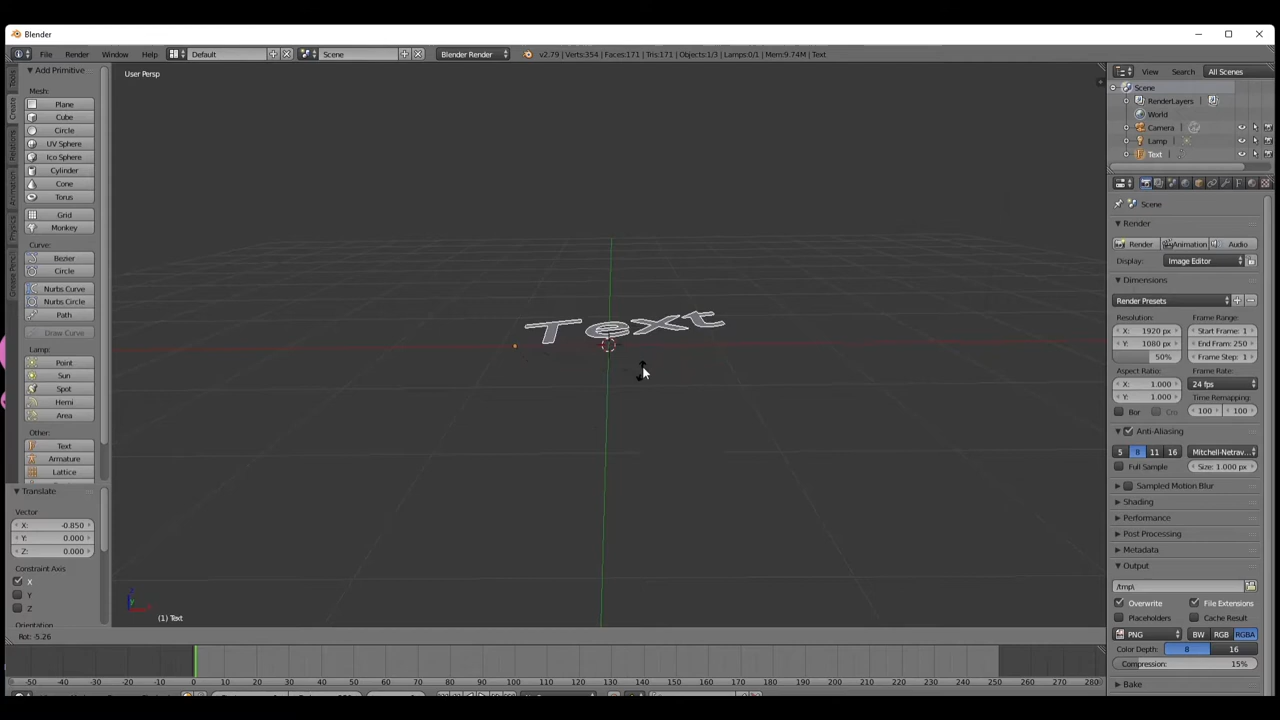 Blender
File Render Window Help Default Scene Blender Render v2.79 | Verts:354 | Faces:171 | Tris:171 | Objects:1/3 | Lamps:0/1 | Mem:9.74M | Text
Add Primitive
Mesh:
Plane
Cube
Circle
UV Sphere
Ico Sphere
Cylinder
Cone
Torus
Grid
Monkey
Curve:
Bezier
Circle
Nurbs Curve
Nurbs Circle
Path
Draw Curve
Lamp:
Point
Sun
Spot
Hemi
Area
Other:
Text
Armature
Lattice
Translate
Vector
X: -0.850
Y: 0.000
Z: 0.000
Constraint Axis
X
Y
Z
Orientation
Tools
Create
Relations
Animation
Physics
Grease Pencil
User Persp
Text
(1) Text
Rot: -5.26
-50 -40 -30 -20 -10 0 10 20 30 40 50 60 70 80 90 100 110 120 130 140 150 160 170 180 190 200 210 220 230 240 250 260 270 280
View Search All Scenes
Scene
RenderLayers
World
Camera
Lamp
Text
Scene
Render
Render Animation Audio
Display: Image Editor
Dimensions
Render Presets
Resolution: Frame Range:
X: 1920 px Start Frame: 1
Y: 1080 px End Fram: 250
50% Frame Step: 1
Aspect Ratio: Frame Rate:
X: 1.000 24 fps
Y: 1.000 Time Remapping:
Bor Cro 100 100
Anti-Aliasing
5 8 11 16 Mitchell-Netrav...
Full Sample Size: 1.000 px
Sampled Motion Blur
Shading
Performance
Post Processing
Metadata
Output
/tmp\
Overwrite File Extensions
Placeholders Cache Result
PNG BW RGB RGBA
Color Depth: 8 16
Compression: 15%
Bake